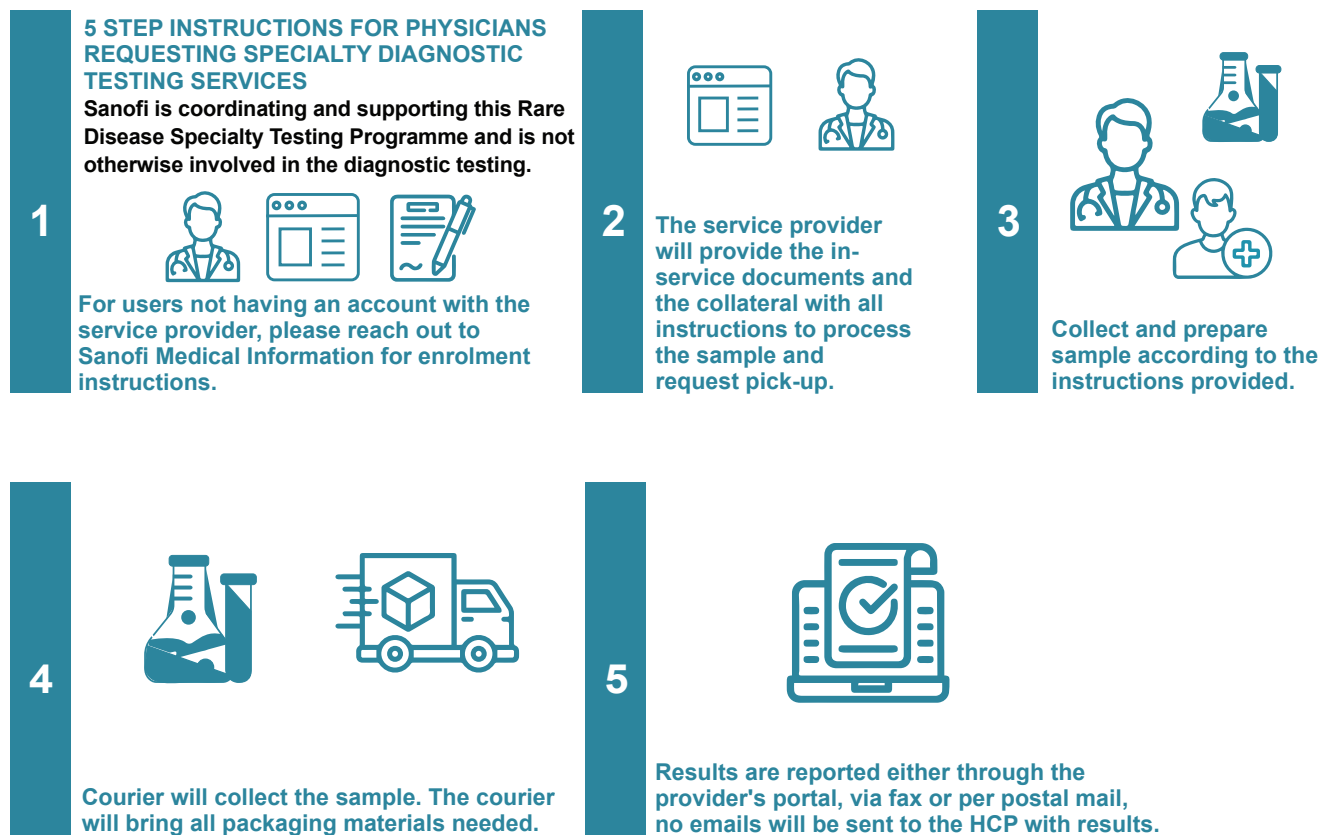 1
5 STEP INSTRUCTIONS FOR PHYSICIANS
REQUESTING SPECIALTY DIAGNOSTIC
TESTING SERVICES
Sanofi is coordinating and supporting this Rare
Disease Specialty Testing Programme and is not
otherwise involved in the diagnostic testing.
For users not having an account with the
service provider, please reach out to
Sanofi Medical Information for enrolment
instructions.
2
The service provider
will provide the in-
service documents and
the collateral with all
instructions to process
the sample and
request pick-up.
3
Collect and prepare
sample according to the
instructions provided.
4
Courier will collect the sample. The courier
will bring all packaging materials needed.
5
Results are reported either through the
provider's portal, via fax or per postal mail,
no emails will be sent to the HCP with results.